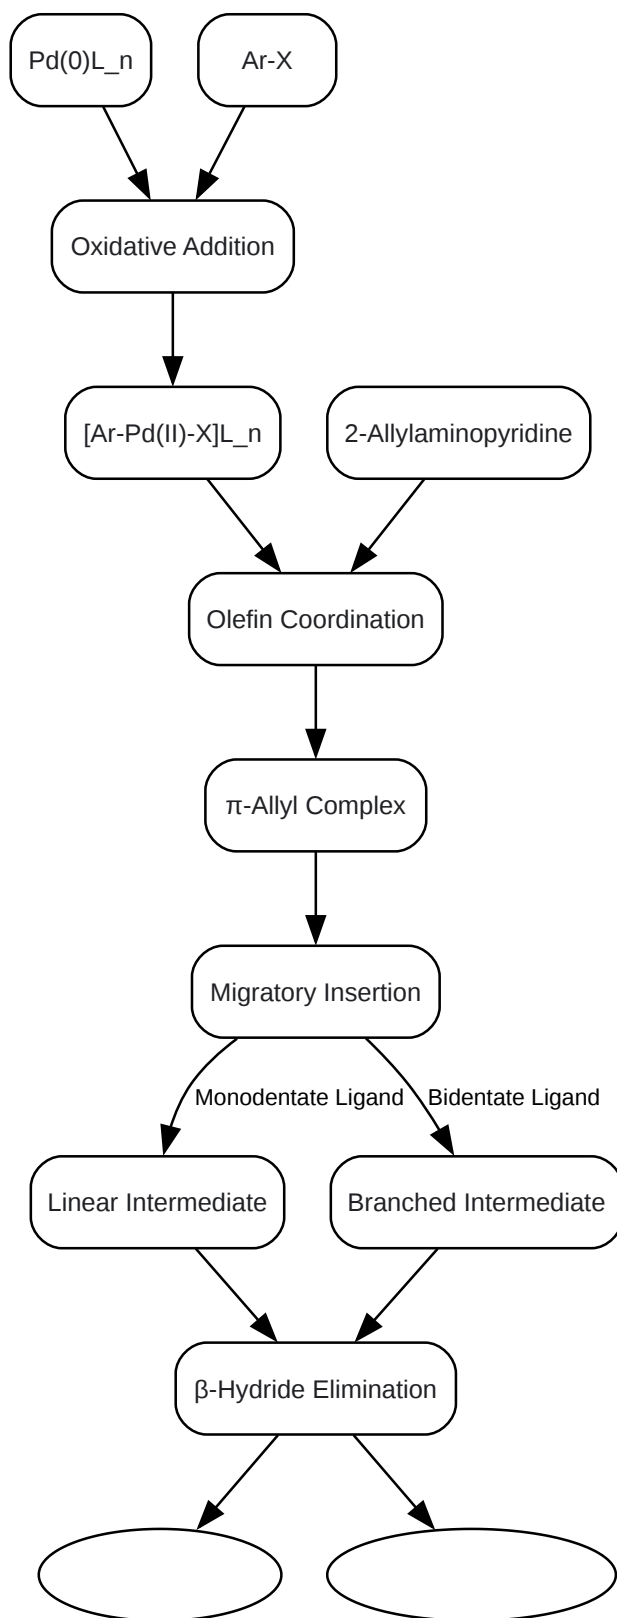 Pd(0)L_n
Ar-X
Oxidative Addition
[Ar-Pd(II)-X]L_n
2-Allylaminopyridine
Olefin Coordination
π-Allyl Complex
Migratory Insertion
Monodentate Ligand
Bidentate Ligand
Linear Intermediate
Branched Intermediate
β-Hydride Elimination